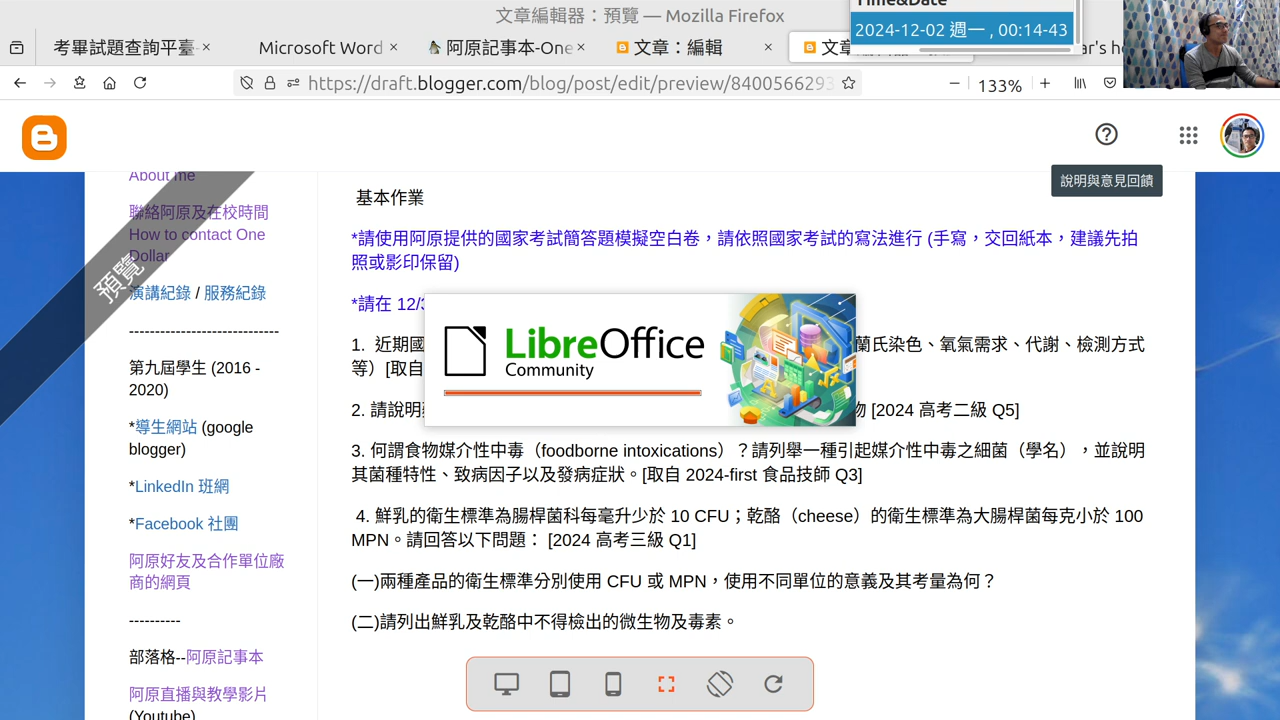 文章編輯器：預覽 — Mozilla Firefox
Time&Date
2024-12-02 週一 , 00:14-43
考畢試題查詢平臺-
Microsoft Word
阿原記事本-One
文章：編輯
文章
ar's h
https://draft.blogger.com/blog/post/edit/preview/8400566293
133%
說明與意見回饋
預覽
About me
聯絡阿原及在校時間
How to contact One
Dollar
演講紀錄 / 服務紀錄
-----------------------------
第九屆學生 (2016 -
2020)
*導生網站 (google
blogger)
*LinkedIn 班網
*Facebook 社團
阿原好友及合作單位廠
商的網頁
----------
部落格--阿原記事本
阿原直播與教學影片
(Youtube)
基本作業
*請使用阿原提供的國家考試簡答題模擬空白卷，請依照國家考試的寫法進行 (手寫，交回紙本，建議先拍
照或影印保留)
*請在 12/3
1. 近期國
蘭氏染色、氧氣需求、代謝、檢測方式
等）[取自
2. 請說明
物 [2024 高考二級 Q5]
LibreOffice
Community
3. 何謂食物媒介性中毒（foodborne intoxications）？請列舉一種引起媒介性中毒之細菌（學名），並說明
其菌種特性、致病因子以及發病症狀。[取自 2024-first 食品技師 Q3]
4. 鮮乳的衛生標準為腸桿菌科每毫升少於 10 CFU；乾酪（cheese）的衛生標準為大腸桿菌每克小於 100
MPN。請回答以下問題： [2024 高考三級 Q1]
(一)兩種產品的衛生標準分別使用 CFU 或 MPN，使用不同單位的意義及其考量為何？
(二)請列出鮮乳及乾酪中不得檢出的微生物及毒素。